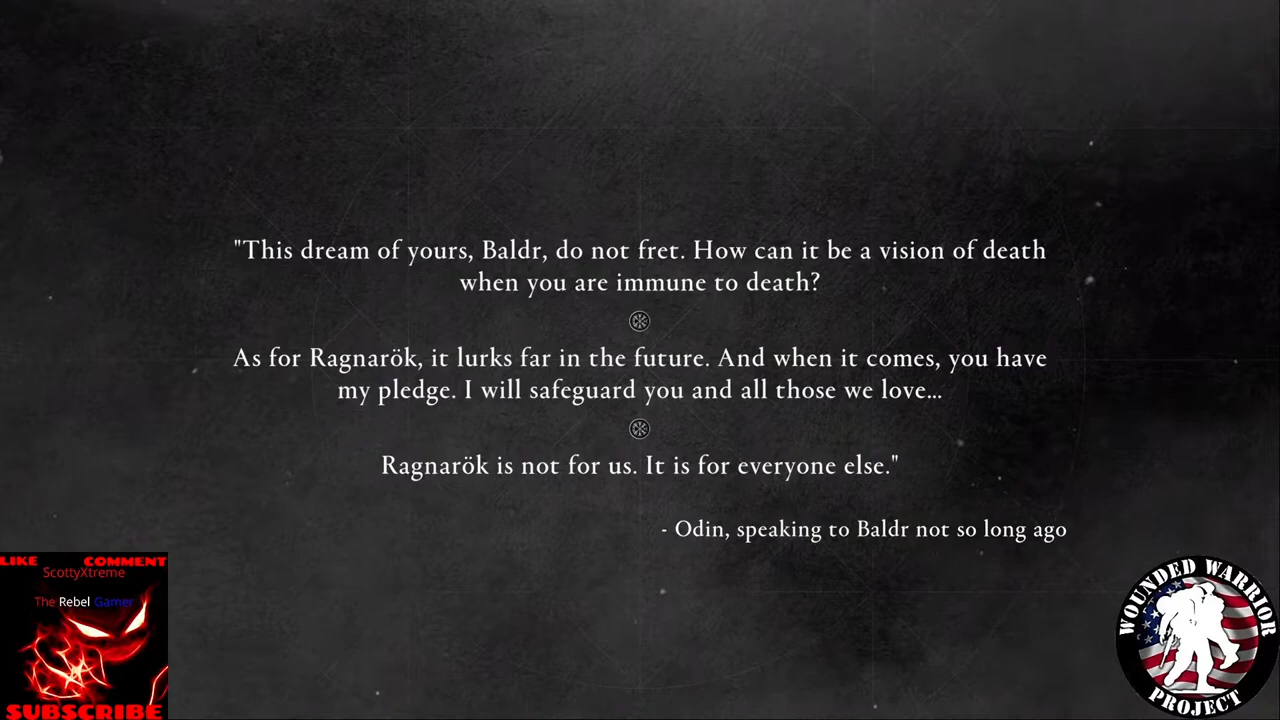 "This dream of yours, Baldr, do not fret. How can it be a vision of death
when you are immune to death?
As for Ragnarök, it lurks far in the future. And when it comes, you have
my pledge. I will safeguard you and all those we love...
Ragnarök is not for us. It is for everyone else."
- Odin, speaking to Baldr not so long ago
LIKE COMMENT
ScottyXtreme
The Rebel Gamer
SUBSCRIBE
WOUNDED WARRIOR
PROJECT